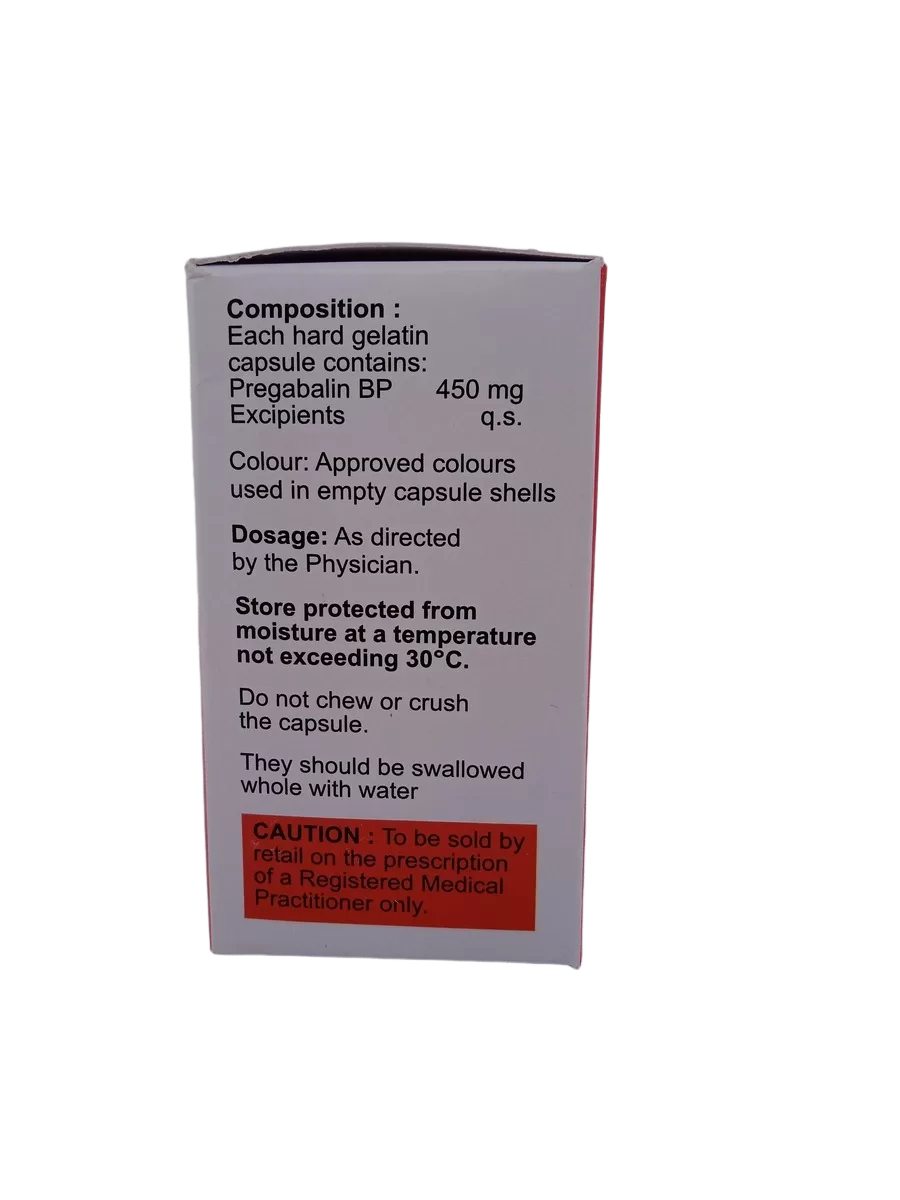 Composition :
Each hard gelatin
capsule contains:
Pregabalin BP 450 mg
Excipients q.s.
Colour: Approved colours
used in empty capsule shells
Dosage: As directed
by the Physician.
Store protected from
moisture at a temperature
not exceeding 30°C.
Do not chew or crush
the capsule.
They should be swallowed
whole with water
CAUTION : To be sold by
retail on the prescription
of a Registered Medical
Practitioner only.